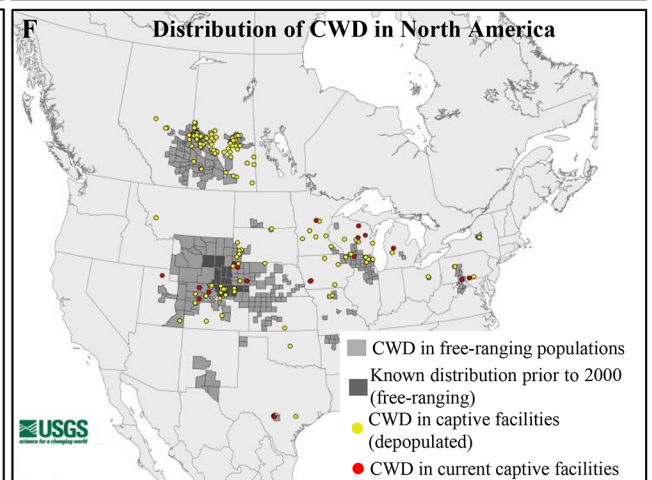 F
Distribution of CWD in North America
CWD in free-ranging populations
Known distribution prior to 2000
(free-ranging)
CWD in captive facilities
(depopulated)
CWD in current captive facilities
USGS
science for a changing world